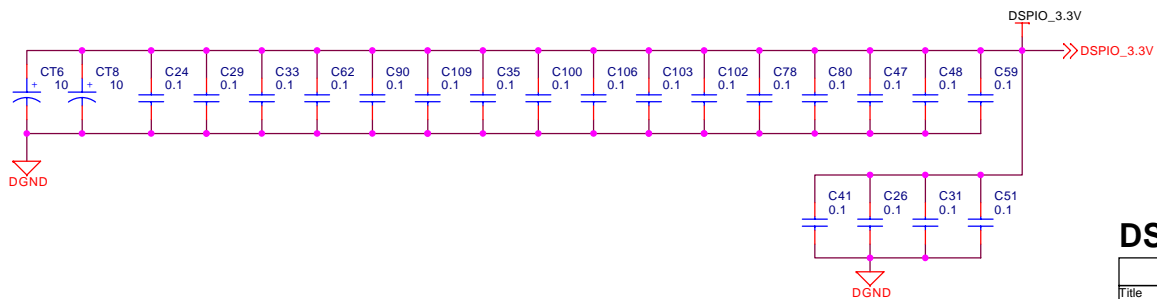 DSPIO_3.3V
DSPIO_3.3V
CT6 CT8 C24 C29 C33 C62 C90 C109 C35 C100 C106 C103 C102 C78 C80 C47 C48 C59
+ 10 + 10 0.1 0.1 0.1 0.1 0.1 0.1 0.1 0.1 0.1 0.1 0.1 0.1 0.1 0.1 0.1 0.1
DGND
C41 C26 C31 C51
0.1 0.1 0.1 0.1
DS
DGND
Title